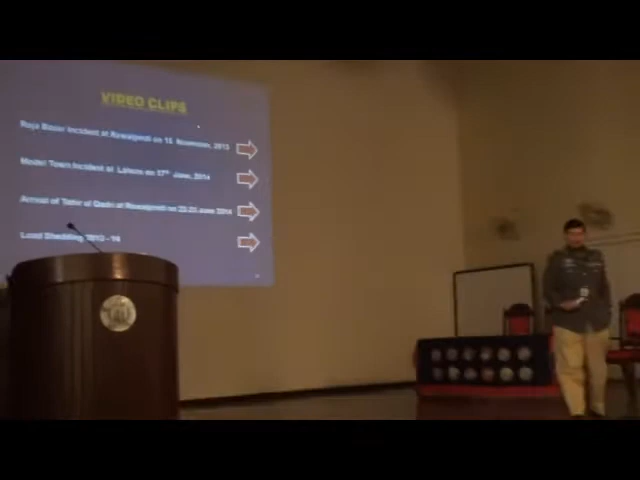 VIDEO CLIPS
Raja Bazar Incident at Rawalpindi on 15 November, 2013
Model Town Incident at Lahore on 17th June, 2014
Arrest of Tahir ul Qadri at Rawalpindi on 22-23 June 2014
Load Shedding 2013 - 14